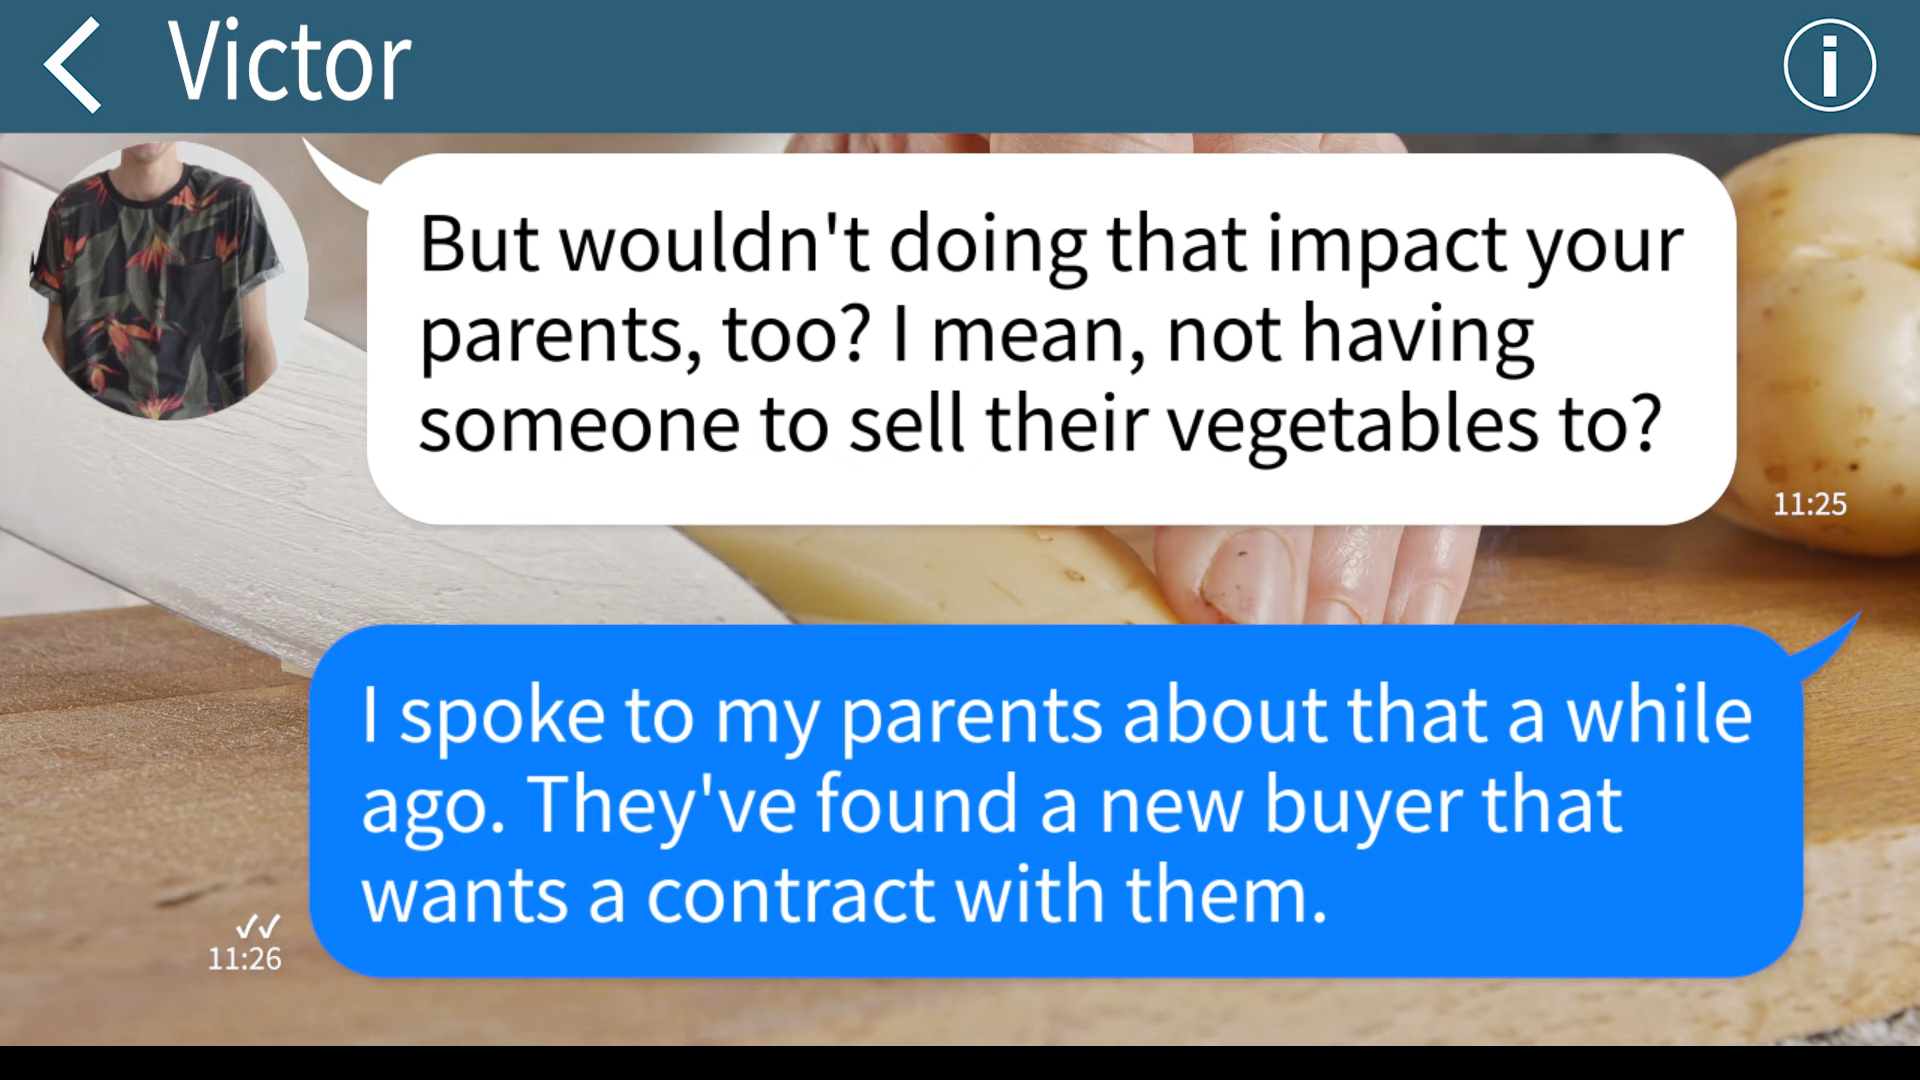 Victor
But wouldn't doing that impact your
parents, too? I mean, not having
someone to sell their vegetables to?
11:25
I spoke to my parents about that a while
ago. They've found a new buyer that
wants a contract with them.
11:26